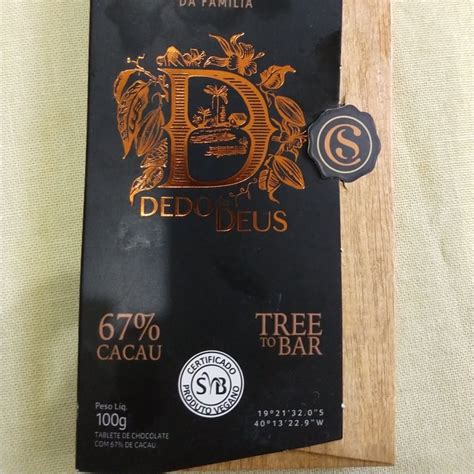 DA FAMÍLIA
D
DEDO DE DEUS
CS
67%
CACAU
TREE
TO BAR
CERTIFICADO
SVB
PRODUTO VEGANO
Peso Líq.
100g
TABLETE DE CHOCOLATE
COM 67% DE CACAU
19°21'32.0"S
40°13'22.9"W